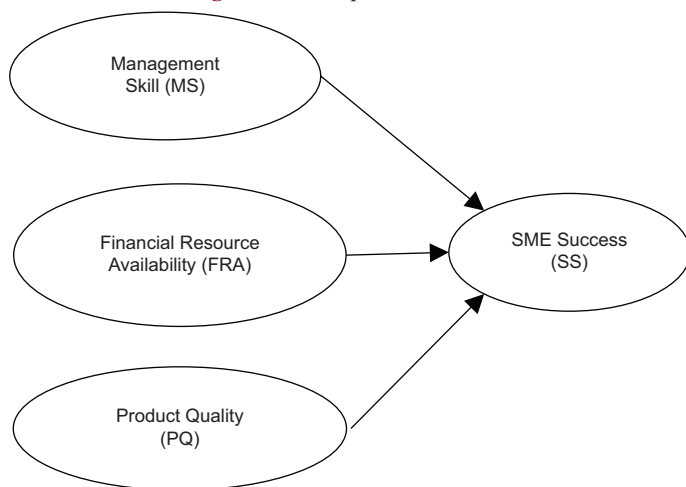 Management
Skill (MS)
Financial Resource
Availability (FRA)
SME Success
(SS)
Product Quality
(PQ)